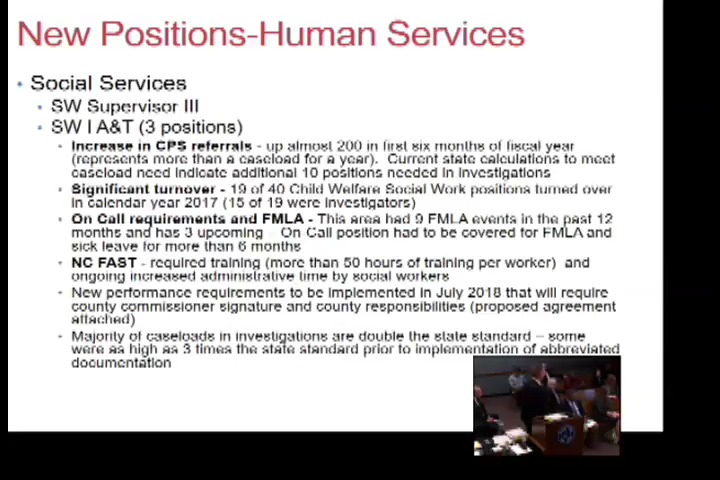 New Positions-Human Services
Social Services
SW Supervisor III
SW I A&T (3 positions)
Increase in CPS referrals - up almost 200 in first six months of fiscal year
(represents more than a caseload for a year). Current state calculations to meet
caseload need indicate additional 10 positions needed in investigations
Significant turnover - 19 of 40 Child Welfare Social Work positions turned over
in calendar year 2017 (15 of 19 were investigators)
On Call requirements and FMLA - This area had 9 FMLA events in the past 12
months and has 3 upcoming - On Call position had to be covered for FMLA and
sick leave for more than 6 months
NC FAST - required training (more than 50 hours of training per worker) and
ongoing increased administrative time by social workers
New performance requirements to be implemented in July 2018 that will require
county commissioner signature and county responsibilities (proposed agreement
attached)
Majority of caseloads in investigations are double the state standard – some
were as high as 3 times the state standard prior to implementation of abbreviated
documentation